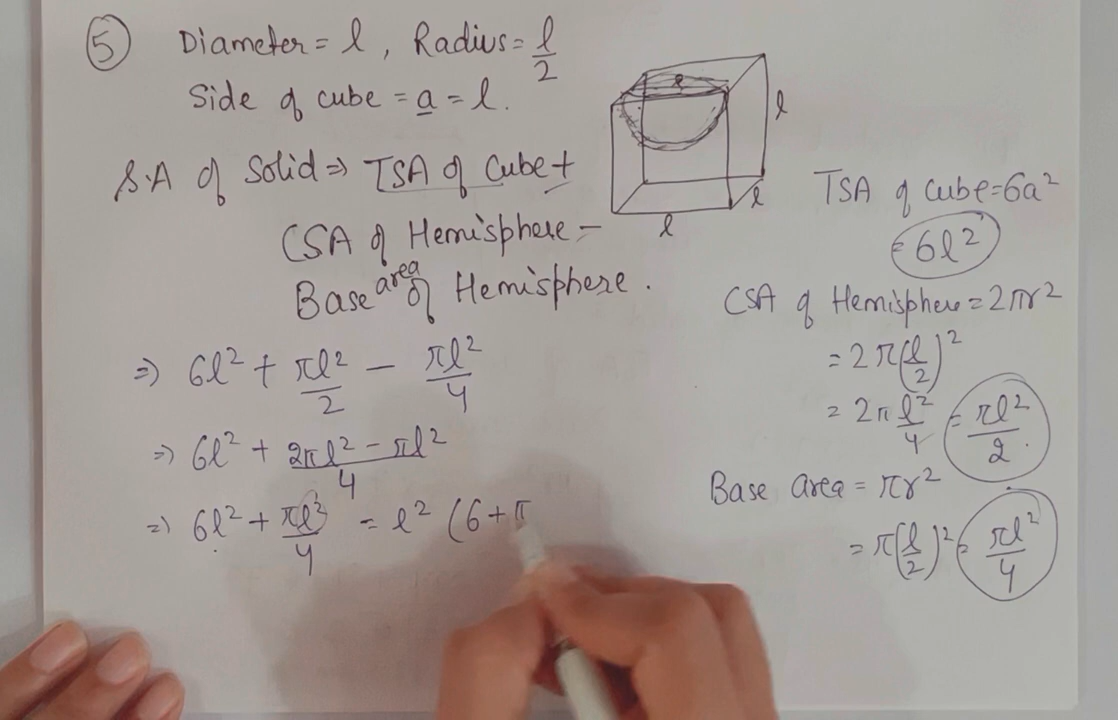 5 Diameter = l, Radius = l/2
Side of cube = a = l.
S.A of Solid ⇒ TSA of Cube +
CSA of Hemisphere −
Base area of Hemisphere.
⇒ 6l² + πl²/2 − πl²/4
⇒ 6l² + (2πl² − πl²)/4
⇒ 6l² + πl²/4 = l² (6+π
l
l
l
l
TSA of Cube = 6a²
= 6l²
CSA of Hemisphere = 2πr²
= 2π(l/2)²
= 2π l²/4 = πl²/2.
Base area = πr²
= π(l/2)² = πl²/4